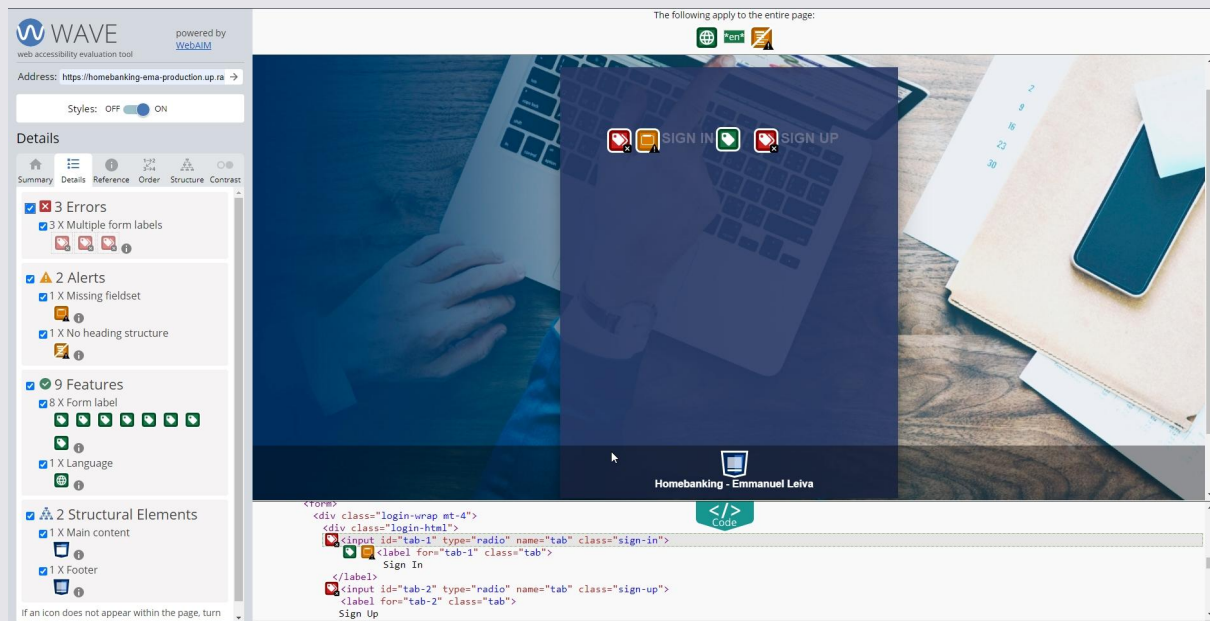 WAVE
powered by
WebAIM
web accessibility evaluation tool
Address: https://homebanking-ema-production.up.ra
Styles: OFF ON
Details
Summary Details Reference Order Structure Contrast
3 Errors
3 X Multiple form labels
2 Alerts
1 X Missing fieldset
1 X No heading structure
9 Features
8 X Form label
1 X Language
2 Structural Elements
1 X Main content
1 X Footer
If an icon does not appear within the page, turn
The following apply to the entire page:
*en*
SIGN IN SIGN UP
2
9
16
23
30
Homebanking - Emmanuel Leiva
</>
Code
<form>
<div class="login-wrap mt-4">
<div class="login-html">
<input id="tab-1" type="radio" name="tab" class="sign-in">
<label for="tab-1" class="tab">
Sign In
</label>
<input id="tab-2" type="radio" name="tab" class="sign-up">
<label for="tab-2" class="tab">
Sign Up